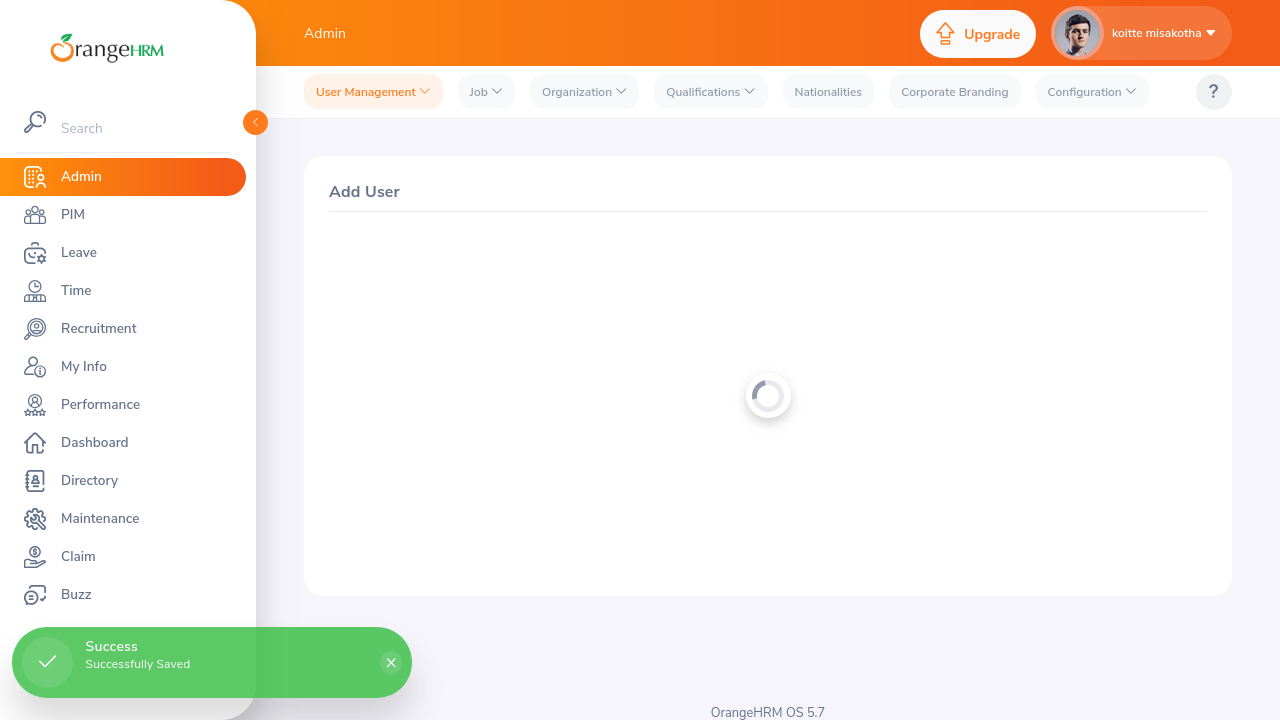 OrangeHRM
Admin
Upgrade
koitte misakotha
User Management
Job
Organization
Qualifications
Nationalities
Corporate Branding
Configuration
?
Search
Admin
PIM
Leave
Time
Recruitment
My Info
Performance
Dashboard
Directory
Maintenance
Claim
Buzz
Add User
Success
Successfully Saved
OrangeHRM OS 5.7